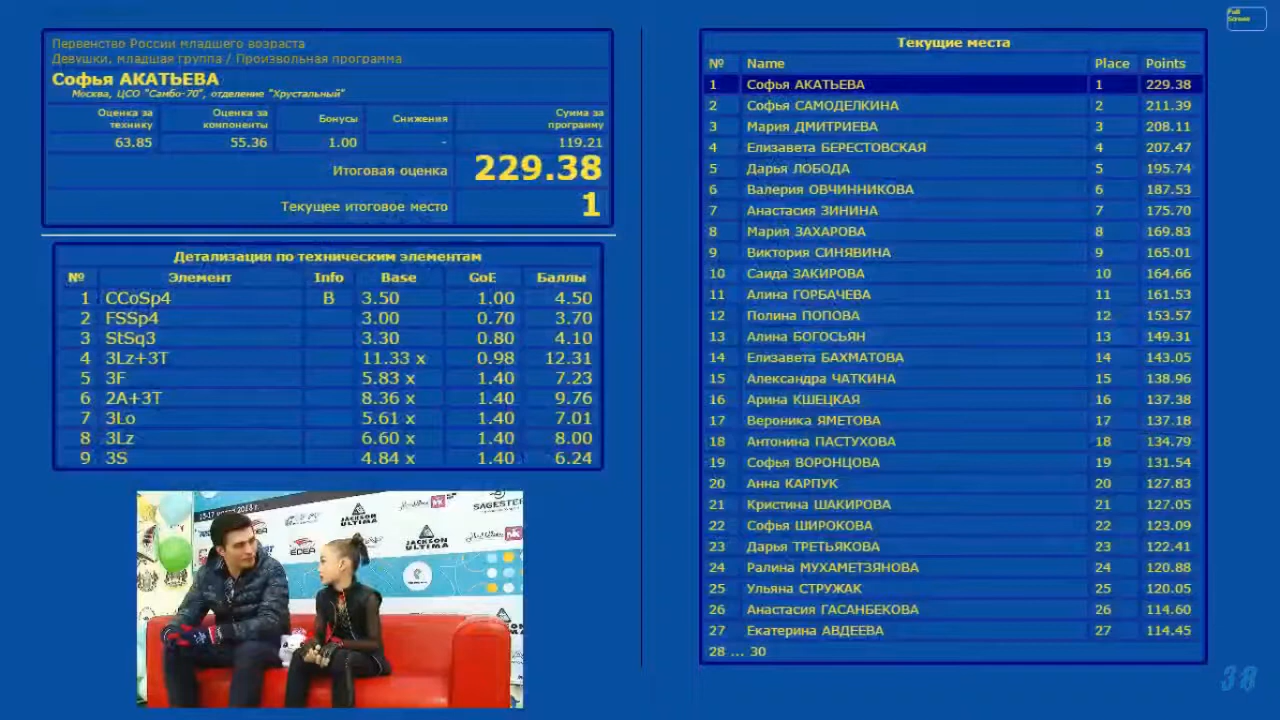 Full
Screen
Первенство России младшего возраста
Девушки, младшая группа / Произвольная программа
Софья АКАТЬЕВА
Москва, ЦСО "Самбо-70", отделение "Хрустальный"
Оценка за технику Оценка за компоненты Бонусы Снижения Сумма за программу
63.85 55.36 1.00 - 119.21
Итоговая оценка 229.38
Текущее итоговое место 1
Детализация по техническим элементам
№ Элемент Info Base GoE Баллы
1 CCoSp4 B 3.50 1.00 4.50
2 FSSp4 3.00 0.70 3.70
3 StSq3 3.30 0.80 4.10
4 3Lz+3T 11.33 x 0.98 12.31
5 3F 5.83 x 1.40 7.23
6 2A+3T 8.36 x 1.40 9.76
7 3Lo 5.61 x 1.40 7.01
8 3Lz 6.60 x 1.40 8.00
9 3S 4.84 x 1.40 6.24
SAGESTER
JACKSON
ULTIMA
EDEA
JACKSON
ULTIMA
Текущие места
№ Name Place Points
1 Софья АКАТЬЕВА 1 229.38
2 Софья САМОДЕЛКИНА 2 211.39
3 Мария ДМИТРИЕВА 3 208.11
4 Елизавета БЕРЕСТОВСКАЯ 4 207.47
5 Дарья ЛОБОДА 5 195.74
6 Валерия ОВЧИННИКОВА 6 187.53
7 Анастасия ЗИНИНА 7 175.70
8 Мария ЗАХАРОВА 8 169.83
9 Виктория СИНЯВИНА 9 165.01
10 Саида ЗАКИРОВА 10 164.66
11 Алина ГОРБАЧЕВА 11 161.53
12 Полина ПОПОВА 12 153.57
13 Алина БОГОСЬЯН 13 149.31
14 Елизавета БАХМАТОВА 14 143.05
15 Александра ЧАТКИНА 15 138.96
16 Арина КШЕЦКАЯ 16 137.38
17 Вероника ЯМЕТОВА 17 137.18
18 Антонина ПАСТУХОВА 18 134.79
19 Софья ВОРОНЦОВА 19 131.54
20 Анна КАРПУК 20 127.83
21 Кристина ШАКИРОВА 21 127.05
22 Софья ШИРОКОВА 22 123.09
23 Дарья ТРЕТЬЯКОВА 23 122.41
24 Ралина МУХАМЕТЗЯНОВА 24 120.88
25 Ульяна СТРУЖАК 25 120.05
26 Анастасия ГАСАНБЕКОВА 26 114.60
27 Екатерина АВДЕЕВА 27 114.45
28 ... 30
38